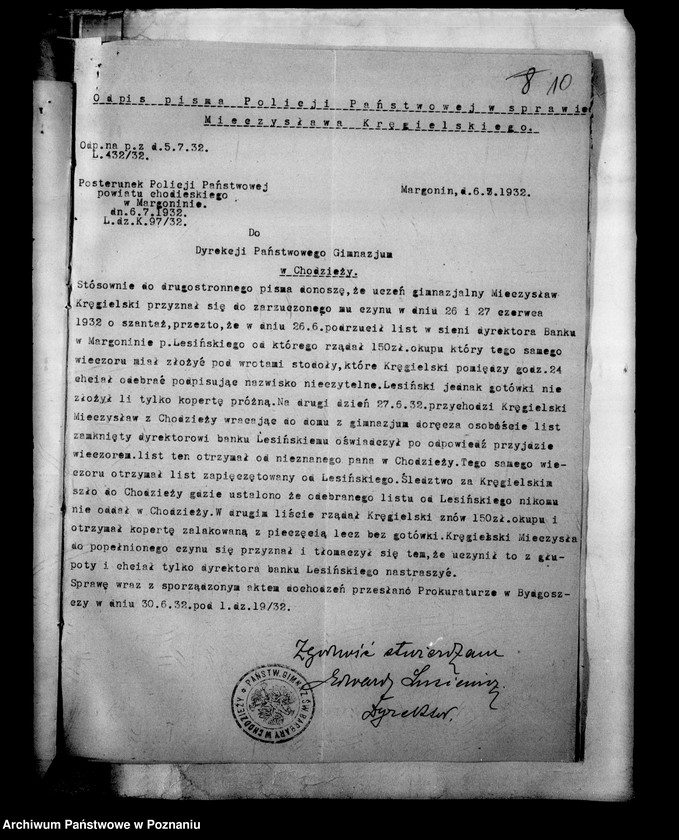 8 10
Odpis pisma Policji Państwowej w sprawie
Mieczysława Kręgielskiego.
Odp.na p.z d.5.7.32.
L.432/32.
Posterunek Policji Państwowej
powiatu chodieskiego
w Margoninie.
dn.6.7.1932.
L.dz.K.97/32.
Margonin,d.6.7.1932.
Do
Dyrekcji Państwowego Gimnazjum
w Chodzieży.
Stósownie do drugostronnego pisma donoszę,że uczeń gimnazjalny Mieczysław
Kręgielski przyznał się do zarzuconego mu czynu w dniu 26 i 27 czerwca
1932 o szantaż,przezto,że w dniu 26.6.podrzucił list w sieni dyrektora Banku
w Margoninie p.Lesińskiego od którego rządał 150zł.okupu który tego samego
wieczoru miał złożyć pod wrotami stodoły,które Kręgielski pomiędzy godz.24
chciał odebrać podpisując nazwisko nieczytelne.Lesiński jednak gotówki nie
złożył li tylko kopertę próżną.Na drugi dzień 27.6.32.przychodzi Kręgielski
Mieczysław z Chodzieży wracając do domu z gimnazjum doręcza osobiście list
zamknięty dyrektorowi banku Lesińskiemu oświadczył po odpowiedź przyjdzie
wieczorem.list ten otrzymał od nieznanego pana w Chodzieży.Tego samego wie-
czoru otrzymał list zapięczętowany od Lesińskiego.Śledztwo za Kręgielskim
szło do Chodzieży gdzie ustalono że odebranego listu od Lesińskiego nikomu
nie oddał w Chodzieży.W drugim liście rządał Kręgielski znów 150zł.okupu i
otrzymał kopertę zalakowaną z pieczęcią lecz bez gotówki.Kręgielski Mieczysła
do popełnionego czynu się przyznał i tłomaczył się tem,że uczynił to z głu-
poty i chciał tylko dyrektora banku Lesińskiego nastraszyć.
Sprawę wraz z sporządzonym aktem dochodzeń przesłano Prokuraturze w Bydgosz-
czy w dniu 30.6.32.pod l.dz.19/32.
Zgodność stwierdzam
Edward
Dyrektor.
PAŃSTW. GIMN. ŚW. BARBARY W CHODZIEŻY
Archiwum Państwowe w Poznaniu